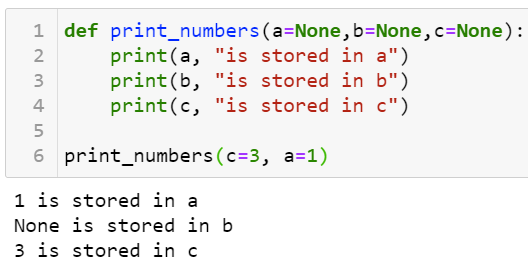 1 def print_numbers(a=None,b=None,c=None):
2     print(a, "is stored in a")
3     print(b, "is stored in b")
4     print(c, "is stored in c")
5
6 print_numbers(c=3, a=1)
1 is stored in a
None is stored in b
3 is stored in c